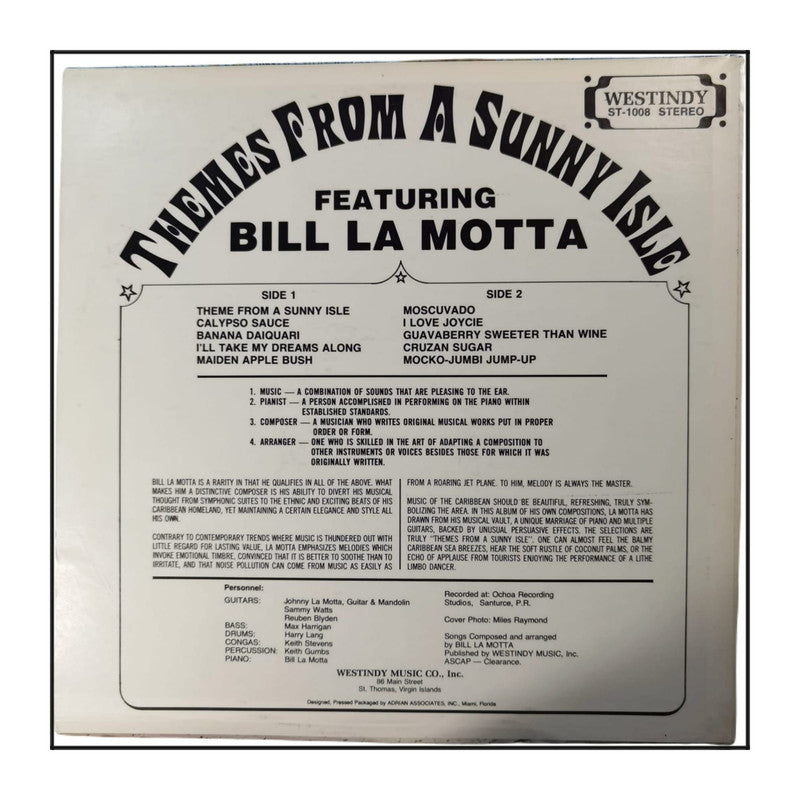 WESTINDY
ST-1008 STEREO
THEMES FROM A SUNNY ISLE
FEATURING
BILL LA MOTTA
SIDE 1
THEME FROM A SUNNY ISLE
CALYPSO SAUCE
BANANA DAIQUARI
I'LL TAKE MY DREAMS ALONG
MAIDEN APPLE BUSH
SIDE 2
MOSCUVADO
I LOVE JOYCIE
GUAVABERRY SWEETER THAN WINE
CRUZAN SUGAR
MOCKO-JUMBI JUMP-UP
1. MUSIC — A COMBINATION OF SOUNDS THAT ARE PLEASING TO THE EAR.
2. PIANIST — A PERSON ACCOMPLISHED IN PERFORMING ON THE PIANO WITHIN
ESTABLISHED STANDARDS.
3. COMPOSER — A MUSICIAN WHO WRITES ORIGINAL MUSICAL WORKS PUT IN PROPER
ORDER OR FORM.
4. ARRANGER — ONE WHO IS SKILLED IN THE ART OF ADAPTING A COMPOSITION TO
OTHER INSTRUMENTS OR VOICES BESIDES THOSE FOR WHICH IT WAS
ORIGINALLY WRITTEN.
BILL LA MOTTA IS A RARITY IN THAT HE QUALIFIES IN ALL OF THE ABOVE. WHAT
MAKES HIM A DISTINCTIVE COMPOSER IS HIS ABILITY TO DIVERT HIS MUSICAL
THOUGHT FROM SYMPHONIC SUITES TO THE ETHNIC AND EXCITING BEATS OF HIS
CARIBBEAN HOMELAND, YET MAINTAINING A CERTAIN ELEGANCE AND STYLE ALL
HIS OWN.
CONTRARY TO CONTEMPORARY TRENDS WHERE MUSIC IS THUNDERED OUT WITH
LITTLE REGARD FOR LASTING VALUE, LA MOTTA EMPHASIZES MELODIES WHICH
INVOKE EMOTIONAL TIMBRE, CONVINCED THAT IT IS BETTER TO SOOTHE THAN TO
IRRITATE, AND THAT NOISE POLLUTION CAN COME FROM MUSIC AS EASILY AS
FROM A ROARING JET PLANE. TO HIM, MELODY IS ALWAYS THE MASTER.
MUSIC OF THE CARIBBEAN SHOULD BE BEAUTIFUL, REFRESHING, TRULY SYM-
BOLIZING THE AREA. IN THIS ALBUM OF HIS OWN COMPOSITIONS, LA MOTTA HAS
DRAWN FROM HIS MUSICAL VAULT, A UNIQUE MARRIAGE OF PIANO AND MULTIPLE
GUITARS, BACKED BY UNUSUAL PERSUASIVE EFFECTS. THE SELECTIONS ARE
TRULY "THEMES FROM A SUNNY ISLE". ONE CAN ALMOST FEEL THE BALMY
CARIBBEAN SEA BREEZES, HEAR THE SOFT RUSTLE OF COCONUT PALMS, OR THE
ECHO OF APPLAUSE FROM TOURISTS ENJOYING THE PERFORMANCE OF A LITHE
LIMBO DANCER.
Personnel:
GUITARS: Johnny La Motta, Guitar & Mandolin
Sammy Watts
Reuben Blyden
BASS: Max Harrigan
DRUMS: Harry Lang
CONGAS: Keith Stevens
PERCUSSION: Keith Gumbs
PIANO: Bill La Motta
Recorded at: Ochoa Recording
Studios, Santurce, P.R.
Cover Photo: Miles Raymond
Songs Composed and arranged
by BILL LA MOTTA
Published by WESTINDY MUSIC, Inc.
ASCAP — Clearance.
WESTINDY MUSIC CO., Inc.
86 Main Street
St. Thomas, Virgin Islands
Designed, Pressed Packaged by ADRIAN ASSOCIATES, INC., Miami, Florida